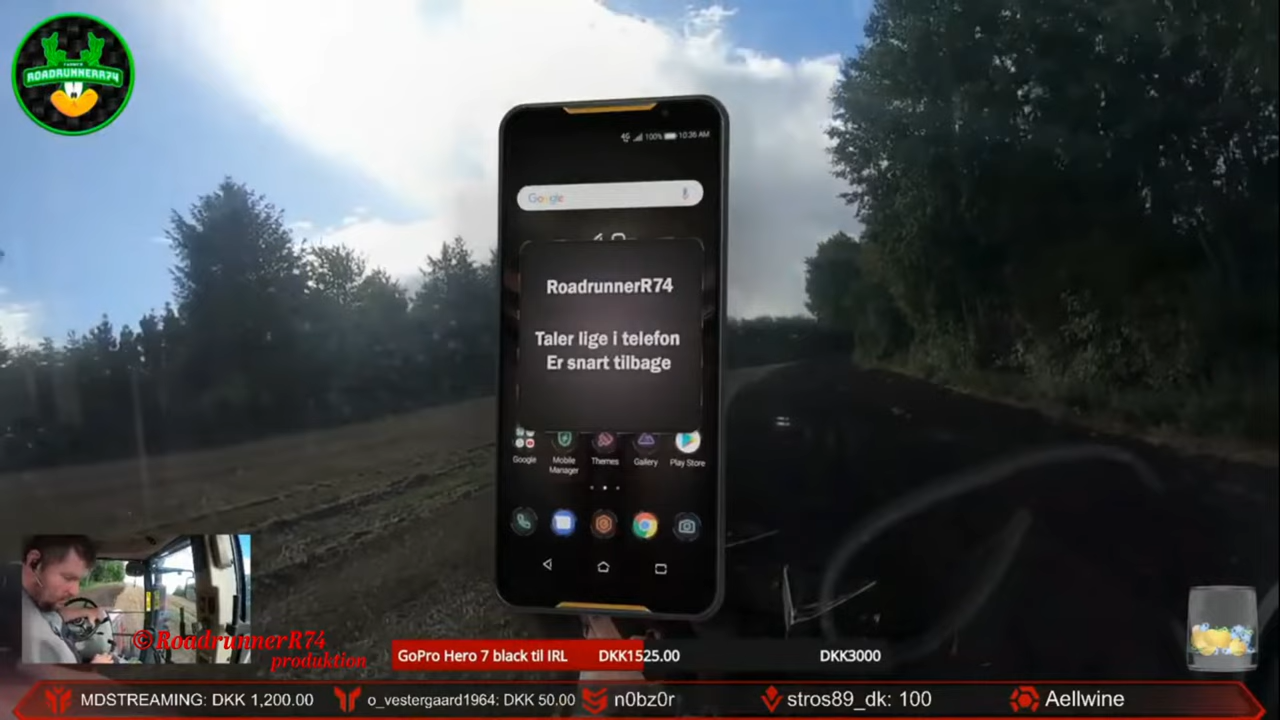 FARMER
ROADRUNNERR74
100% 10:36 AM
Google
RoadrunnerR74
Taler lige i telefon
Er snart tilbage
Google
Mobile
Manager
Themes
Gallery
Play Store
©RoadrunnerR74
produktion
GoPro Hero 7 black til IRL DKK1525.00 DKK3000
MDSTREAMING: DKK 1,200.00 o_vestergaard1964: DKK 50.00 n0bz0r stros89_dk: 100 Aellwine